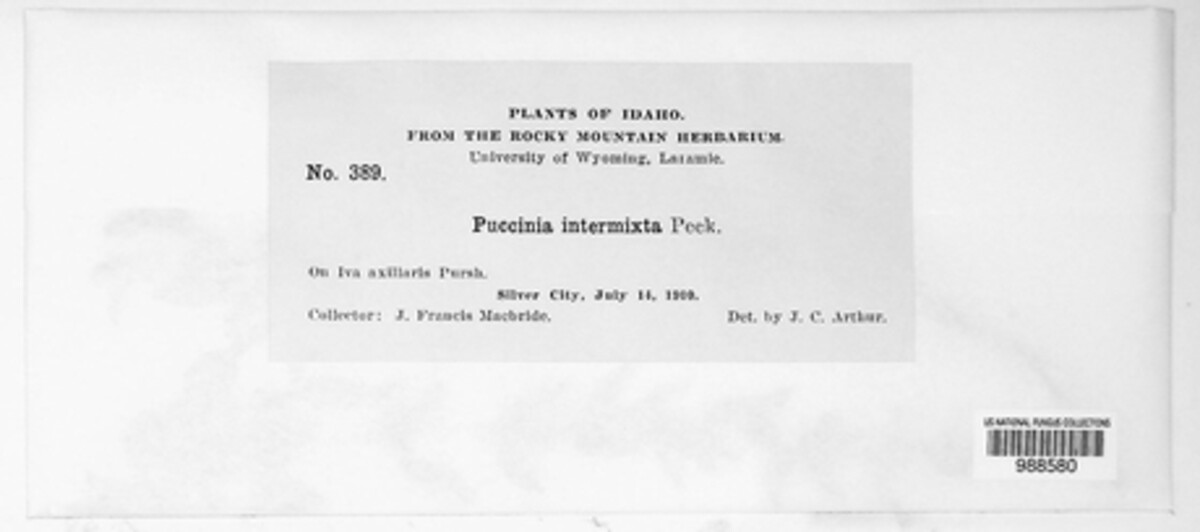 PLANTS OF IDAHO.
FROM THE ROCKY MOUNTAIN HERBARIUM.
University of Wyoming, Laramie.
No. 389.
Puccinia intermixta Peck.
On Iva axillaris Pursh.
Silver City, July 14, 1910.
Collector: J. Francis Macbride.
Det. by J. C. Arthur.
US NATIONAL FUNGUS COLLECTIONS
988580